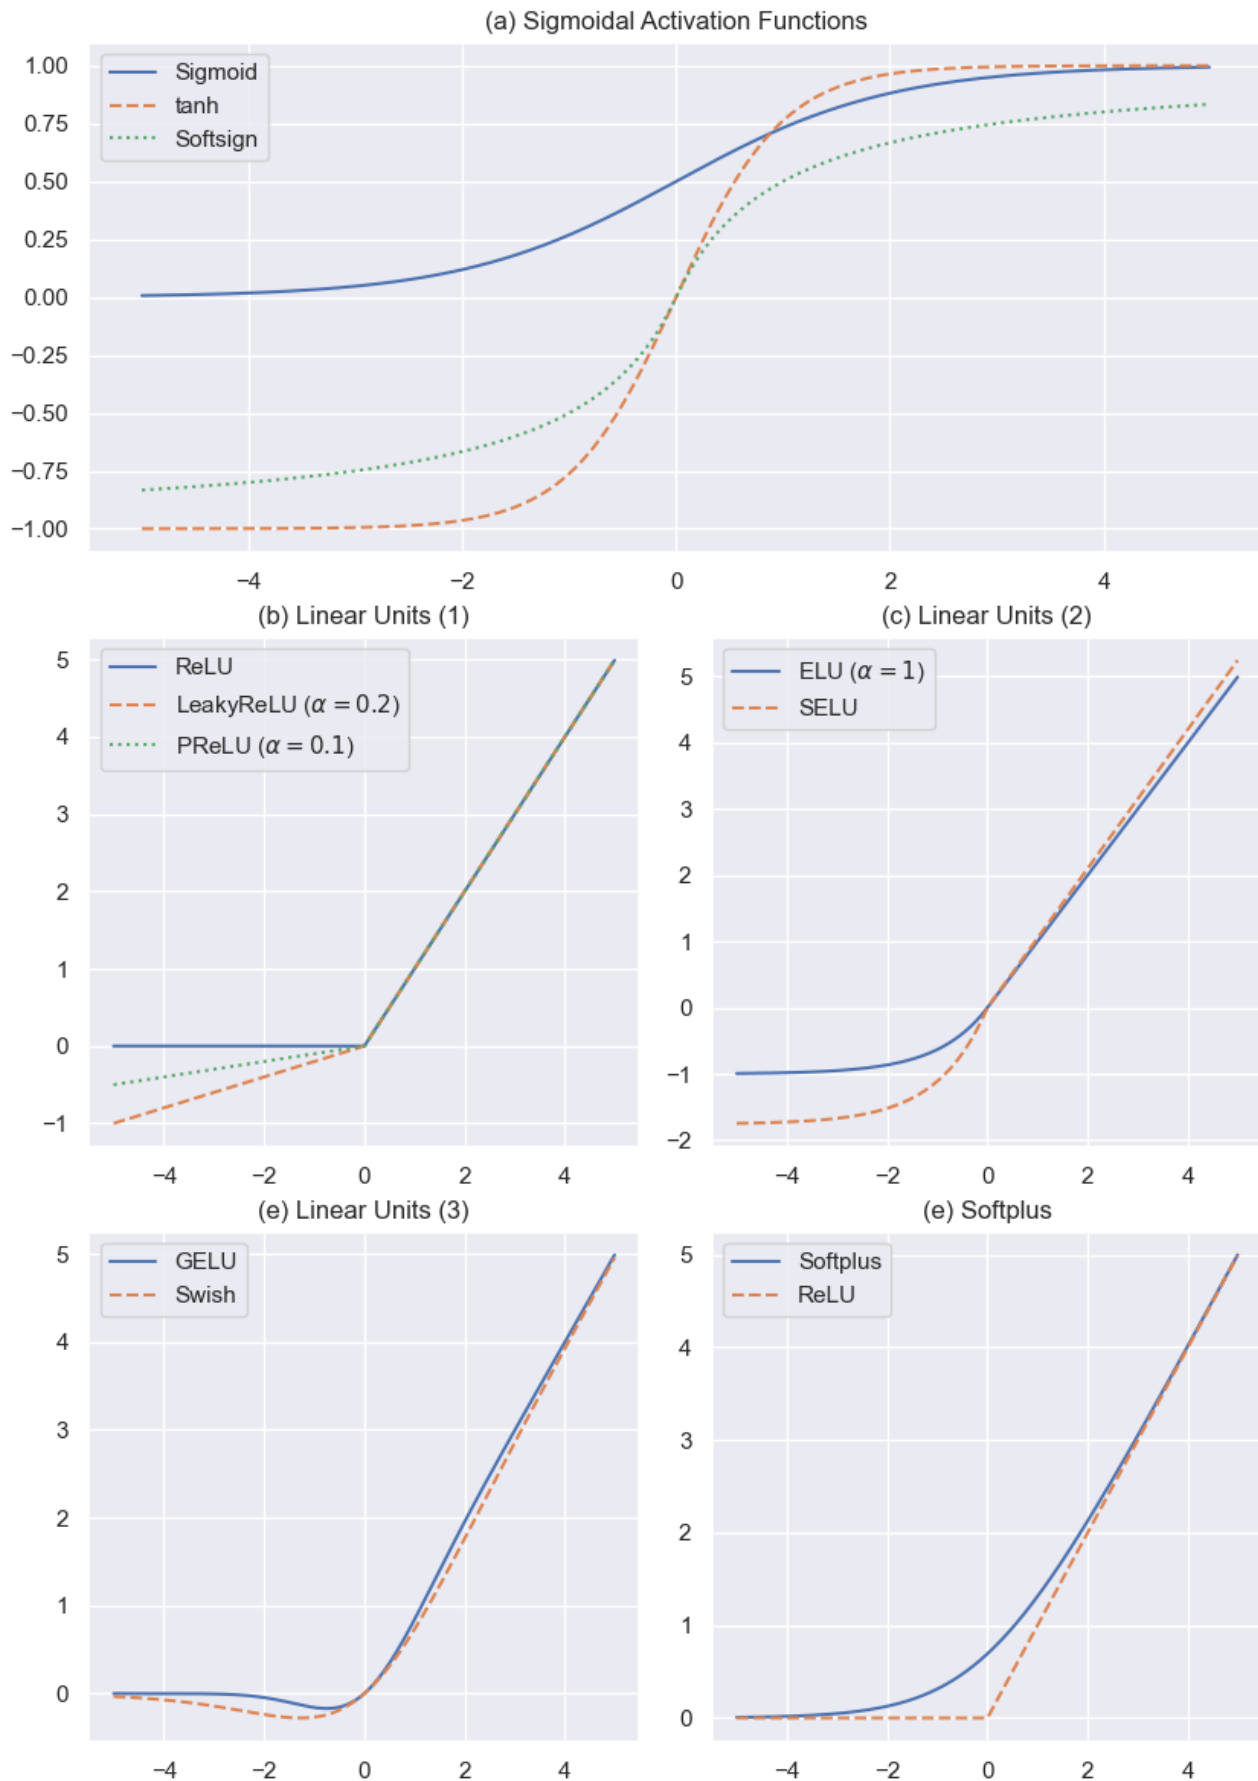 (a) Sigmoidal Activation Functions
1.00
0.75
0.50
0.25
0.00
−0.25
−0.50
−0.75
−1.00
Sigmoid
tanh
Softsign
−4 −2 0 2 4
(b) Linear Units (1)
5
4
3
2
1
0
−1
ReLU
LeakyReLU (α = 0.2)
PReLU (α = 0.1)
−4 −2 0 2 4
(c) Linear Units (2)
5
4
3
2
1
0
−1
−2
ELU (α = 1)
SELU
−4 −2 0 2 4
(e) Linear Units (3)
5
4
3
2
1
0
GELU
Swish
−4 −2 0 2 4
(e) Softplus
5
4
3
2
1
0
Softplus
ReLU
−4 −2 0 2 4